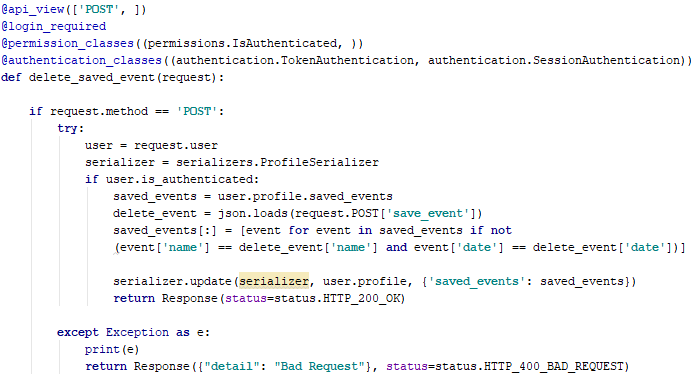 @api_view(['POST', ])
@login_required
@permission_classes((permissions.IsAuthenticated, ))
@authentication_classes((authentication.TokenAuthentication, authentication.SessionAuthentication))
def delete_saved_event(request):

    if request.method == 'POST':
        try:
            user = request.user
            serializer = serializers.ProfileSerializer
            if user.is_authenticated:
                saved_events = user.profile.saved_events
                delete_event = json.loads(request.POST['save_event'])
                saved_events[:] = [event for event in saved_events if not
                (event['name'] == delete_event['name'] and event['date'] == delete_event['date'])]

                serializer.update(serializer, user.profile, {'saved_events': saved_events})
                return Response(status=status.HTTP_200_OK)

        except Exception as e:
            print(e)
            return Response({"detail": "Bad Request"}, status=status.HTTP_400_BAD_REQUEST)